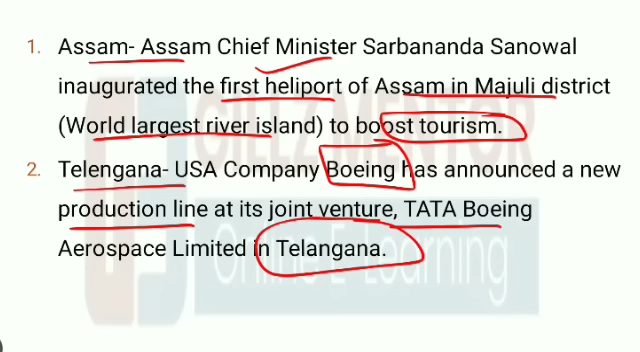 1. Assam- Assam Chief Minister Sarbananda Sanowal
inaugurated the first heliport of Assam in Majuli district
(World largest river island) to boost tourism.
2. Telengana- USA Company Boeing has announced a new
production line at its joint venture, TATA Boeing
Aerospace Limited in Telangana.
Online E-Learning